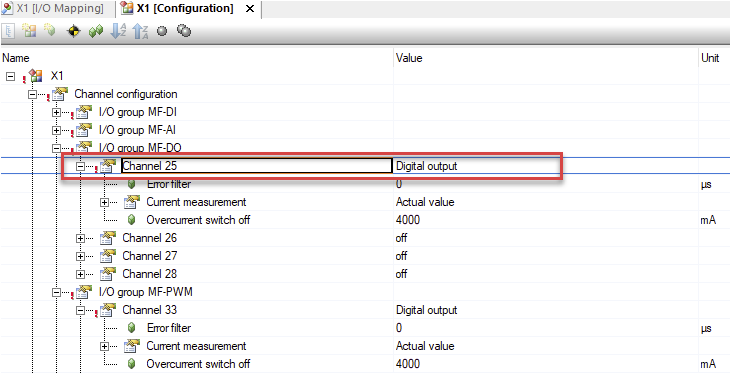 X1 [I/O Mapping] X1 [Configuration]
Name Value Unit
X1
Channel configuration
I/O group MF-DI
I/O group MF-AI
I/O group MF-DO
Channel 25 Digital output
Error filter 0 µs
Current measurement Actual value
Overcurrent switch off 4000 mA
Channel 26 off
Channel 27 off
Channel 28 off
I/O group MF-PWM
Channel 33 Digital output
Error filter 0 µs
Current measurement Actual value
Overcurrent switch off 4000 mA